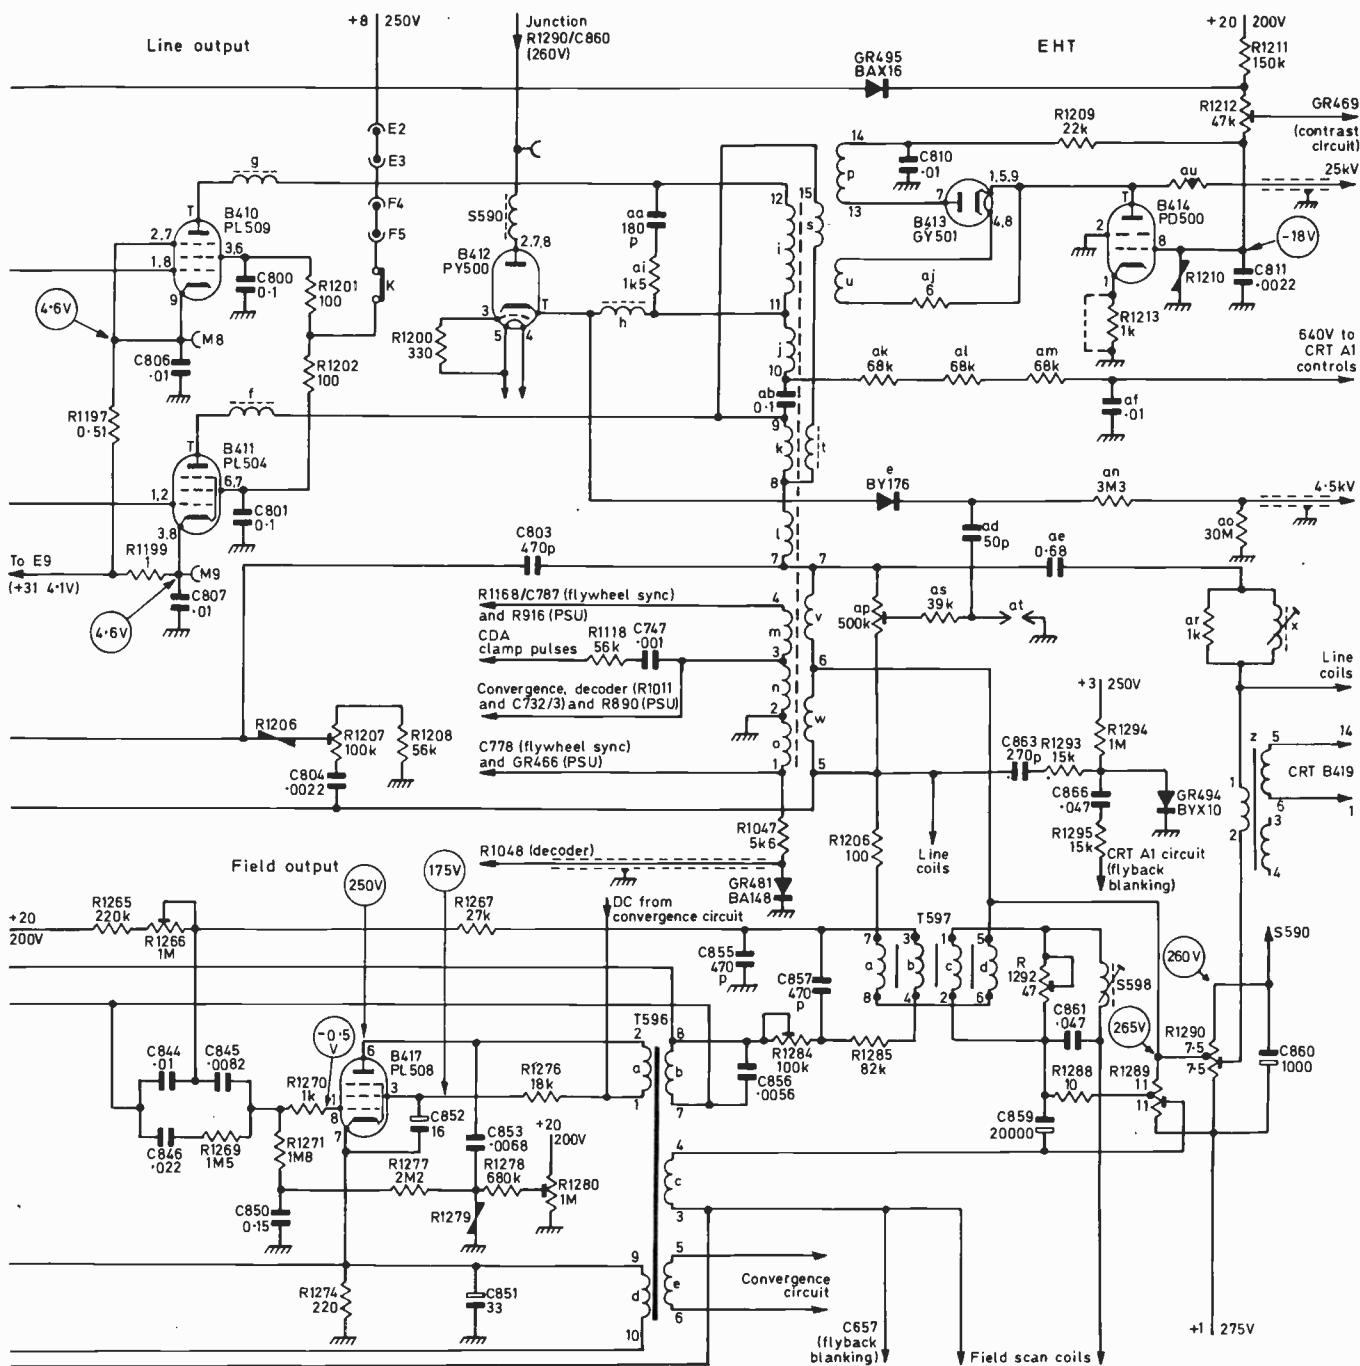 +8 250V
Junction
R1290/C860
(260V)
+20 200V
Line output
EHT
R1211
150k
GR495
BAX16
R1212
47k
GR469
(contrast
circuit)
R1209
22k
E2
E3
F4
F5
K
g
T
B410
PL509
2,7
3,6
1,8
9
C800
0·1
R1201
100
4·6V
M8
C806
·01
R1202
100
R1197
0·51
S590
B412
PY500
2,7,8
3
T
5
4
R1200
330
h
aa
180
p
ai
1k5
12
i
11
j
10
ab
0·1
9
k
8
l
7
15
s
t
14
p
13
C810
·01
7
1,5,9
4,8
B413
GY501
u
aj
6
au
25kV
T
B414
PD500
2
8
1
-18V
R1210
C811
·0022
R1213
1k
640V to
CRT A1
controls
ak
68k
al
68k
am
68k
af
·01
f
T
B411
PL504
1,2
6,7
3,8
C801
0·1
e
BY176
an
3M3
4·5kV
ao
30M
ad
50p
ae
0·68
To E9
(+31 4·1V)
R1199
1
M9
C807
·01
4·6V
C803
470p
7
R1168/C787 (flywheel sync)
and R916 (PSU)
CDA
clamp pulses
R1118
56k
C747
·001
Convergence, decoder (R1011
and C732/3) and R890 (PSU)
C778 (flywheel sync)
and GR466 (PSU)
4
m
3
n
2
o
1
v
6
w
5
ap
500k
as
39k
at
ar
1k
x
Line
coils
R1206
R1207
100k
R1208
56k
C804
·0022
+3 250V
R1294
1M
C863
270p
R1293
15k
C866
·047
R1295
15k
GR494
BYX10
CRT A1 circuit
(flyback
blanking)
z
1
2
5
6
3
4
14
CRT B419
1
R1047
5k6
R1048 (decoder)
GR481
BA148
R1206
100
Line
coils
Field output
250V
175V
+20
200V
R1265
220k
R1266
1M
R1267
27k
DC from
convergence circuit
C855
470
p
C857
470
p
T597
7
a
8
3
b
4
1
c
2
5
d
6
R
1292
47
S598
C861
·047
S590
260V
265V
R1290
7·5
7·5
C860
1000
R1289
11
11
R1288
10
C859
20000
C844
·01
C845
·0082
C846
·022
R1269
1M5
-0·5
V
R1270
1k
6
B417
PL508
1
8
3
7
R1271
1M8
C850
0·15
C852
16
R1276
18k
C853
·0068
R1277
2M2
R1278
680k
+20
200V
R1280
1M
R1279
T596
2
a
1
8
b
7
C856
·0056
R1284
100k
R1285
82k
4
c
3
5
e
6
9
d
10
R1274
220
C851
33
Convergence
circuit
C657
(flyback
blanking)
Field scan coils
+1 275V